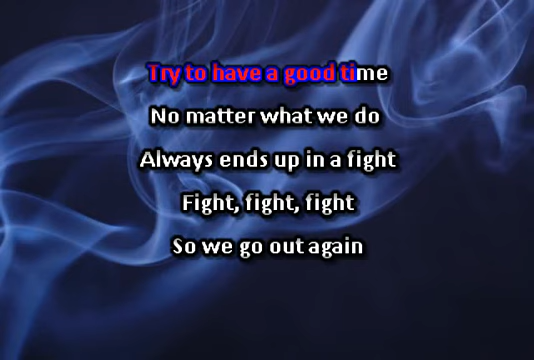 Try to have a good time
No matter what we do
Always ends up in a fight
Fight, fight, fight
So we go out again